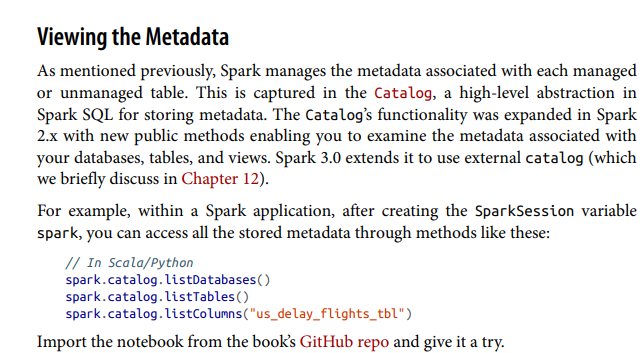 Viewing the Metadata
As mentioned previously, Spark manages the metadata associated with each managed
or unmanaged table. This is captured in the Catalog, a high-level abstraction in
Spark SQL for storing metadata. The Catalog’s functionality was expanded in Spark
2.x with new public methods enabling you to examine the metadata associated with
your databases, tables, and views. Spark 3.0 extends it to use external catalog (which
we briefly discuss in Chapter 12).
For example, within a Spark application, after creating the SparkSession variable
spark, you can access all the stored metadata through methods like these:
// In Scala/Python
spark.catalog.listDatabases()
spark.catalog.listTables()
spark.catalog.listColumns("us_delay_flights_tbl")
Import the notebook from the book’s GitHub repo and give it a try.